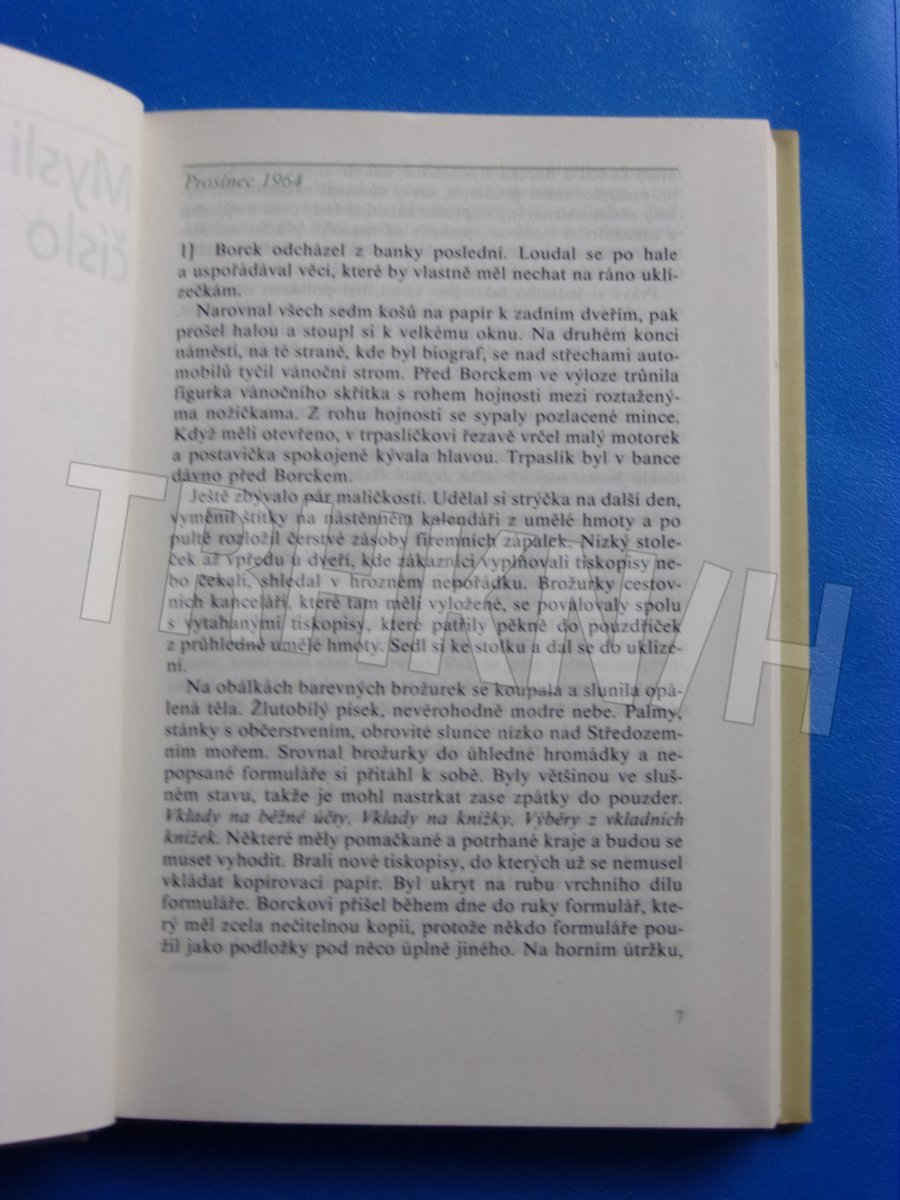 Mysli
číslo
Prosinec 1964
1] Borck odcházel z banky poslední. Loudal se po hale
a uspořádával věci, které by vlastně měl nechat na ráno uklí-
zečkám.
Narovnal všech sedm košů na papír k zadním dveřím, pak
prošel halou a stoupl si k velkému oknu. Na druhém konci
náměstí, na té straně, kde byl biograf, se nad střechami auto-
mobilů tyčil vánoční strom. Před Borckem ve výloze trůnila
figurka vánočního skřítka s rohem hojnosti mezi roztažený-
ma nožičkama. Z rohu hojnosti se sypaly pozlacené mince.
Když měli otevřeno, v trpaslíčkovi řezavě vrčel malý motorek
a postavička spokojeně kývala hlavou. Trpaslík byl v bance
dávno před Borckem.
Ještě zbývalo pár maličkostí. Udělal si strýčka na další den,
vyměnil štítky na nástěnném kalendáři z umělé hmoty a po
pultě rozložil čerstvé zásoby firemních zápalek. Nízký stole-
ček až vpředu u dveří, kde zákazníci vyplňovali tiskopisy ne-
bo čekali, shledal v hrozném nepořádku. Brožurky cestov-
ních kanceláří, které tam měli vyložené, se povalovaly spolu
s vytahanými tiskopisy, které patřily pěkně do pouzdříček
z průhledné umělé hmoty. Sedl si ke stolku a dal se do uklíze-
ní.
Na obálkách barevných brožurek se koupala a slunila opá-
lená těla. Žlutobílý písek, nevěrohodně modré nebe. Palmy,
stánky s občerstvením, obrovité slunce nízko nad Středozem-
ním mořem. Srovnal brožurky do úhledné hromádky a ne-
popsané formuláře si přitáhl k sobě. Byly většinou ve sluš-
ném stavu, takže je mohl nastrkat zase zpátky do pouzder.
Vklady na běžné účty. Vklady na knížky. Výběry z vkladních
knížek. Některé měly pomačkané a potrhané kraje a budou se
muset vyhodit. Brali nové tiskopisy, do kterých už se nemusel
vkládat kopírovací papír. Byl ukryt na rubu vrchního dílu
formuláře. Borckovi přišel během dne do ruky formulář, kte-
rý měl zcela nečitelnou kopii, protože někdo formuláře pou-
žil jako podložky pod něco úplně jiného. Na horním útržku,
7
TRHKNIH